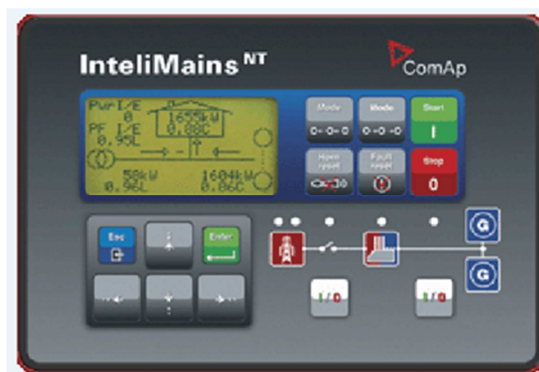 InteliMains NT
ComAp
PwrI/E
0
1655kW
0.88C
PF I/E
0.95L
58kW
0.96L
1604kW
0.86C
Mode
Mode
Start
I
Horn
reset
Fault
reset
Stop
0
Esc
Enter
G
G
I/O
I/O